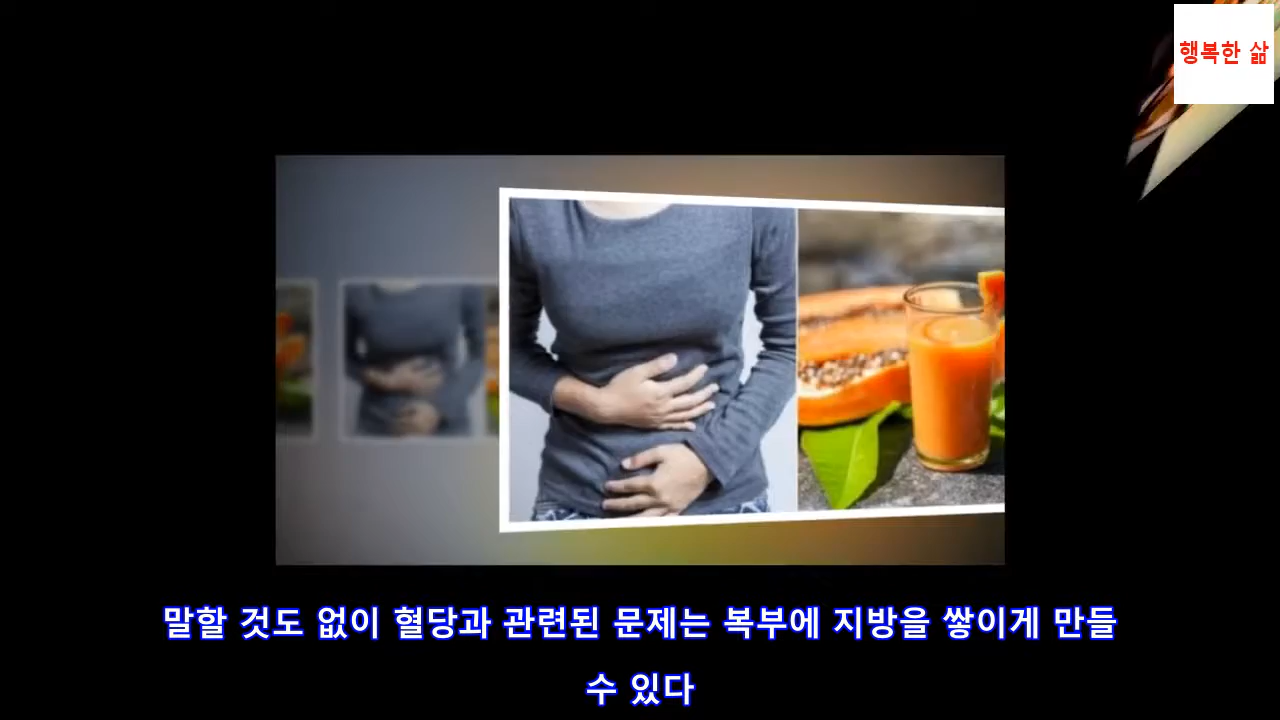 행복한 삶
말할 것도 없이 혈당과 관련된 문제는 복부에 지방을 쌓이게 만들
수 있다